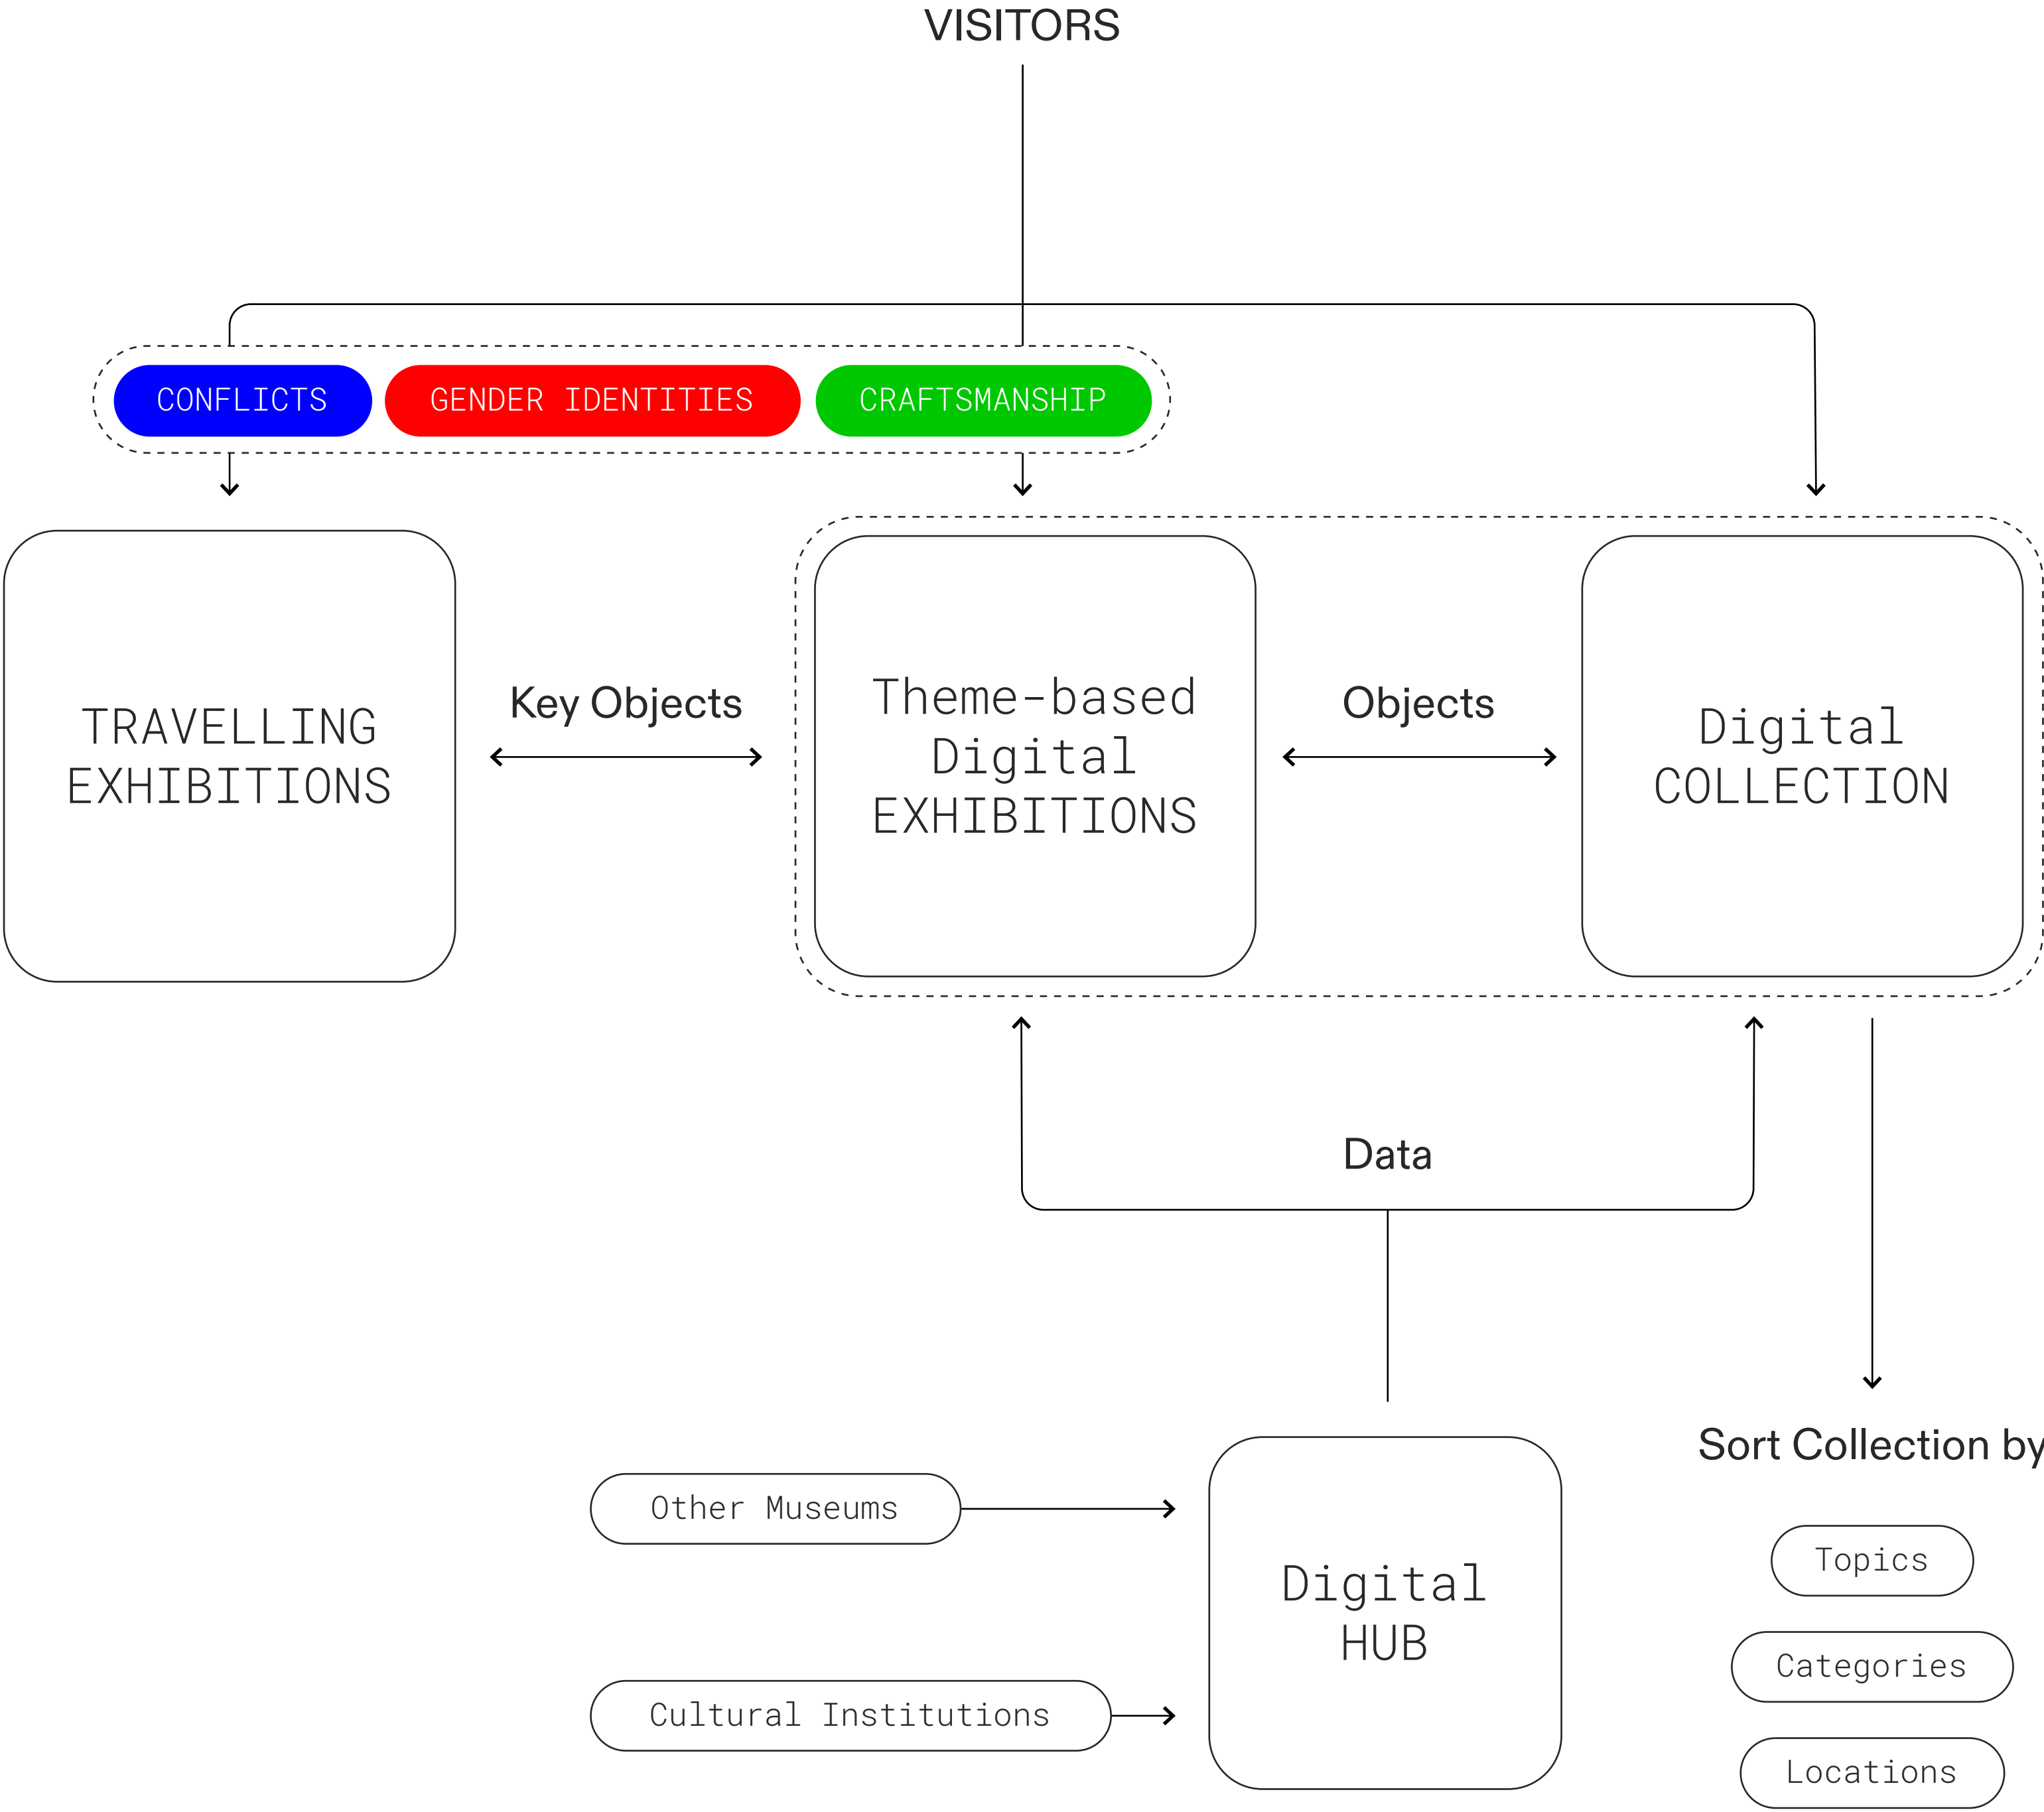 VISITORS
CONFLICTS
GENDER IDENTITIES
CRAFTSMANSHIP
TRAVELLING
EXHIBITIONS
Key Objects
Theme-based
Digital
EXHIBITIONS
Objects
Digital
COLLECTION
Data
Digital
HUB
Other Museums
Cultural Institutions
Sort Collection by
Topics
Categories
Locations